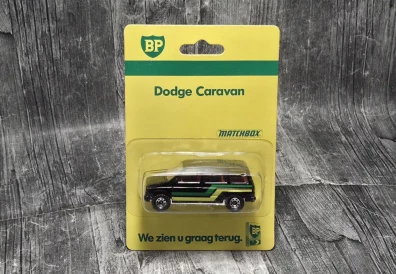 BP
Dodge Caravan
MATCHBOX
We zien u graag terug.
BP